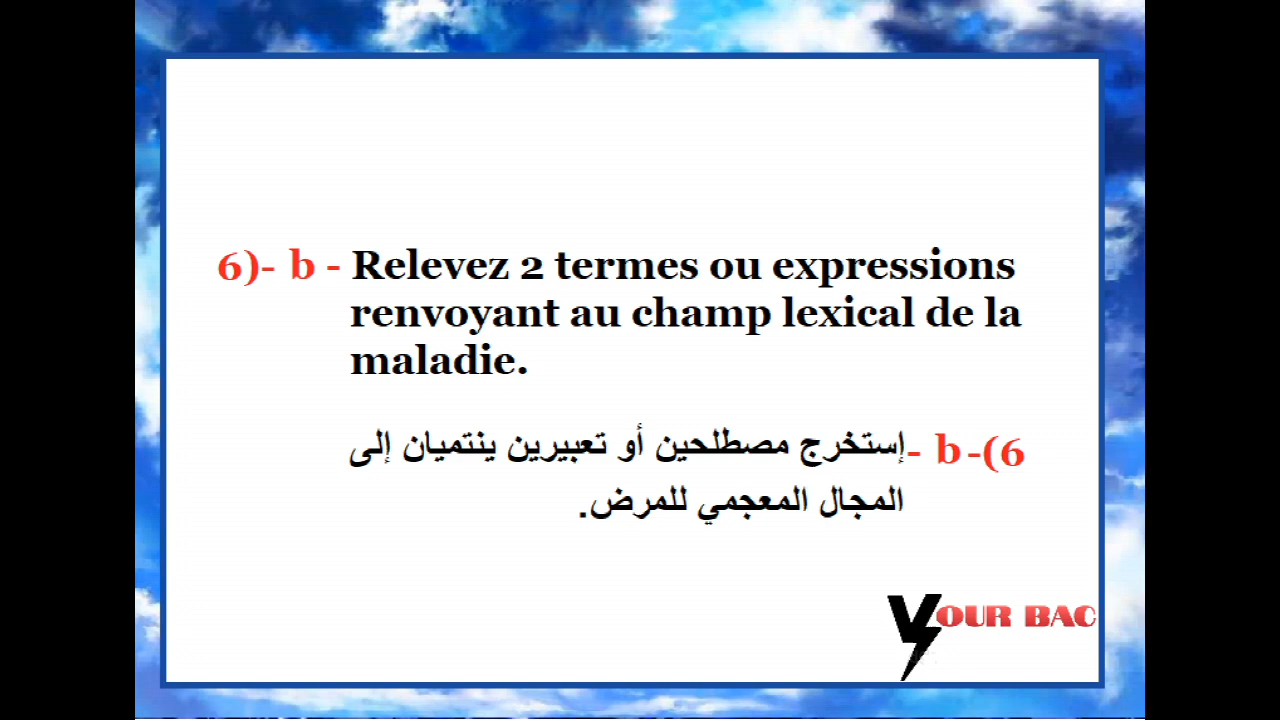 6)- b - Relevez 2 termes ou expressions
renvoyant au champ lexical de la
maladie.
6)- b -إستخرج مصطلحين أو تعبيرين ينتميان إلى
المجال المعجمي للمرض.
YOUR BAC